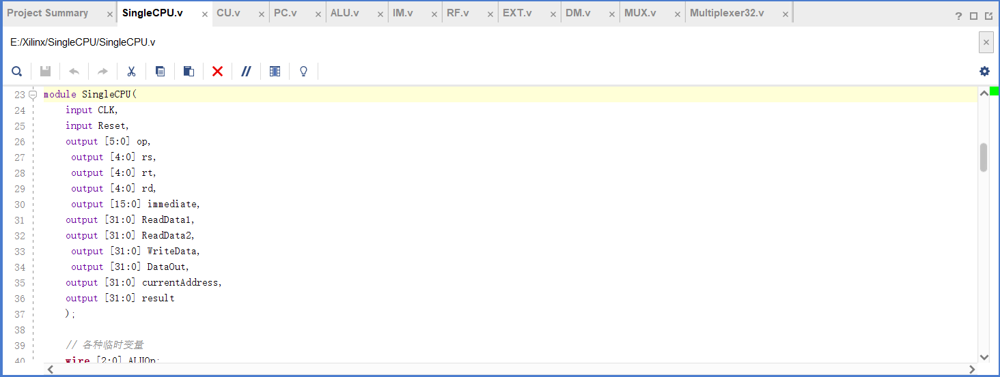 Project Summary × SingleCPU.v × CU.v × PC.v × ALU.v × IM.v × RF.v × EXT.v × DM.v × MUX.v × Multiplexer32.v × ?
E:/Xilinx/SingleCPU/SingleCPU.v ×
//
23 module SingleCPU(
24 input CLK,
25 input Reset,
26 output [5:0] op,
27 output [4:0] rs,
28 output [4:0] rt,
29 output [4:0] rd,
30 output [15:0] immediate,
31 output [31:0] ReadData1,
32 output [31:0] ReadData2,
33 output [31:0] WriteData,
34 output [31:0] DataOut,
35 output [31:0] currentAddress,
36 output [31:0] result
37 );
38
39 // 各种临时变量
40 wire [2:0] ALUOp;